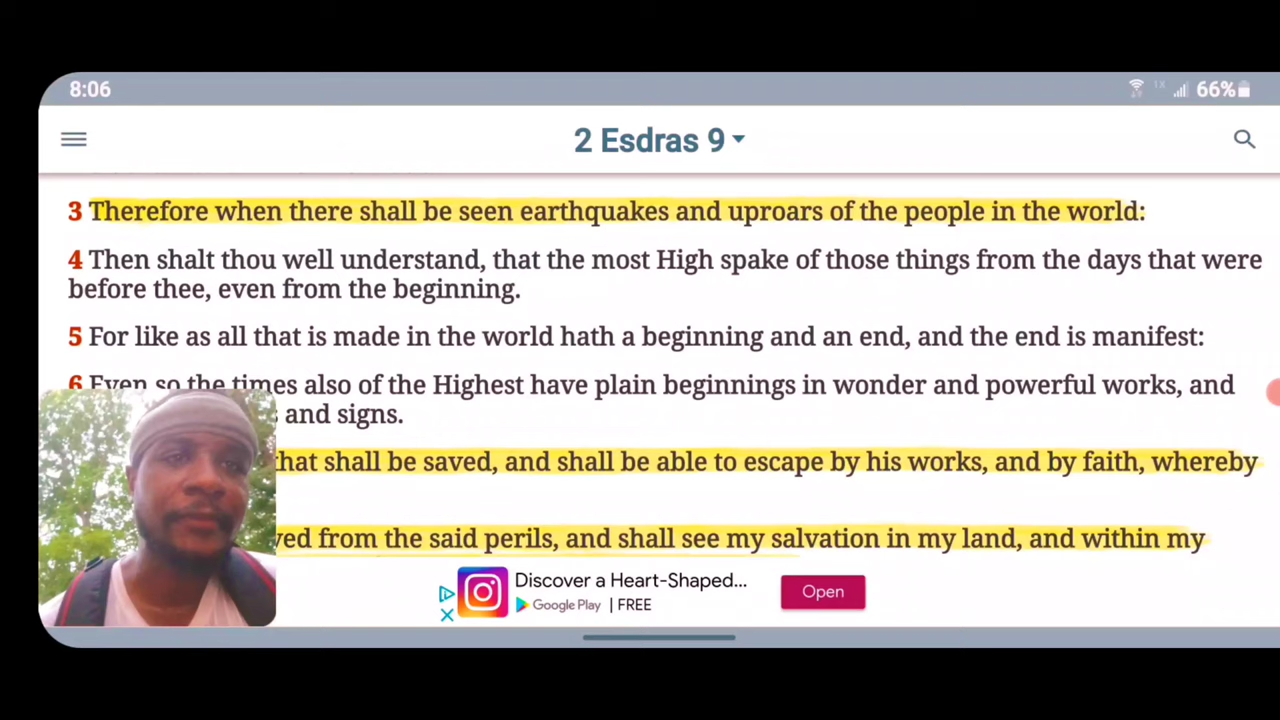 8:06
1X
66%
2 Esdras 9
3 Therefore when there shall be seen earthquakes and uproars of the people in the world:
4 Then shalt thou well understand, that the most High spake of those things from the days that were
before thee, even from the beginning.
5 For like as all that is made in the world hath a beginning and an end, and the end is manifest:
6 Even so the times also of the Highest have plain beginnings in wonder and powerful works, and
and signs.
that shall be saved, and shall be able to escape by his works, and by faith, whereby
from the said perils, and shall see my salvation in my land, and within my
Discover a Heart-Shaped...
Google Play | FREE
Open